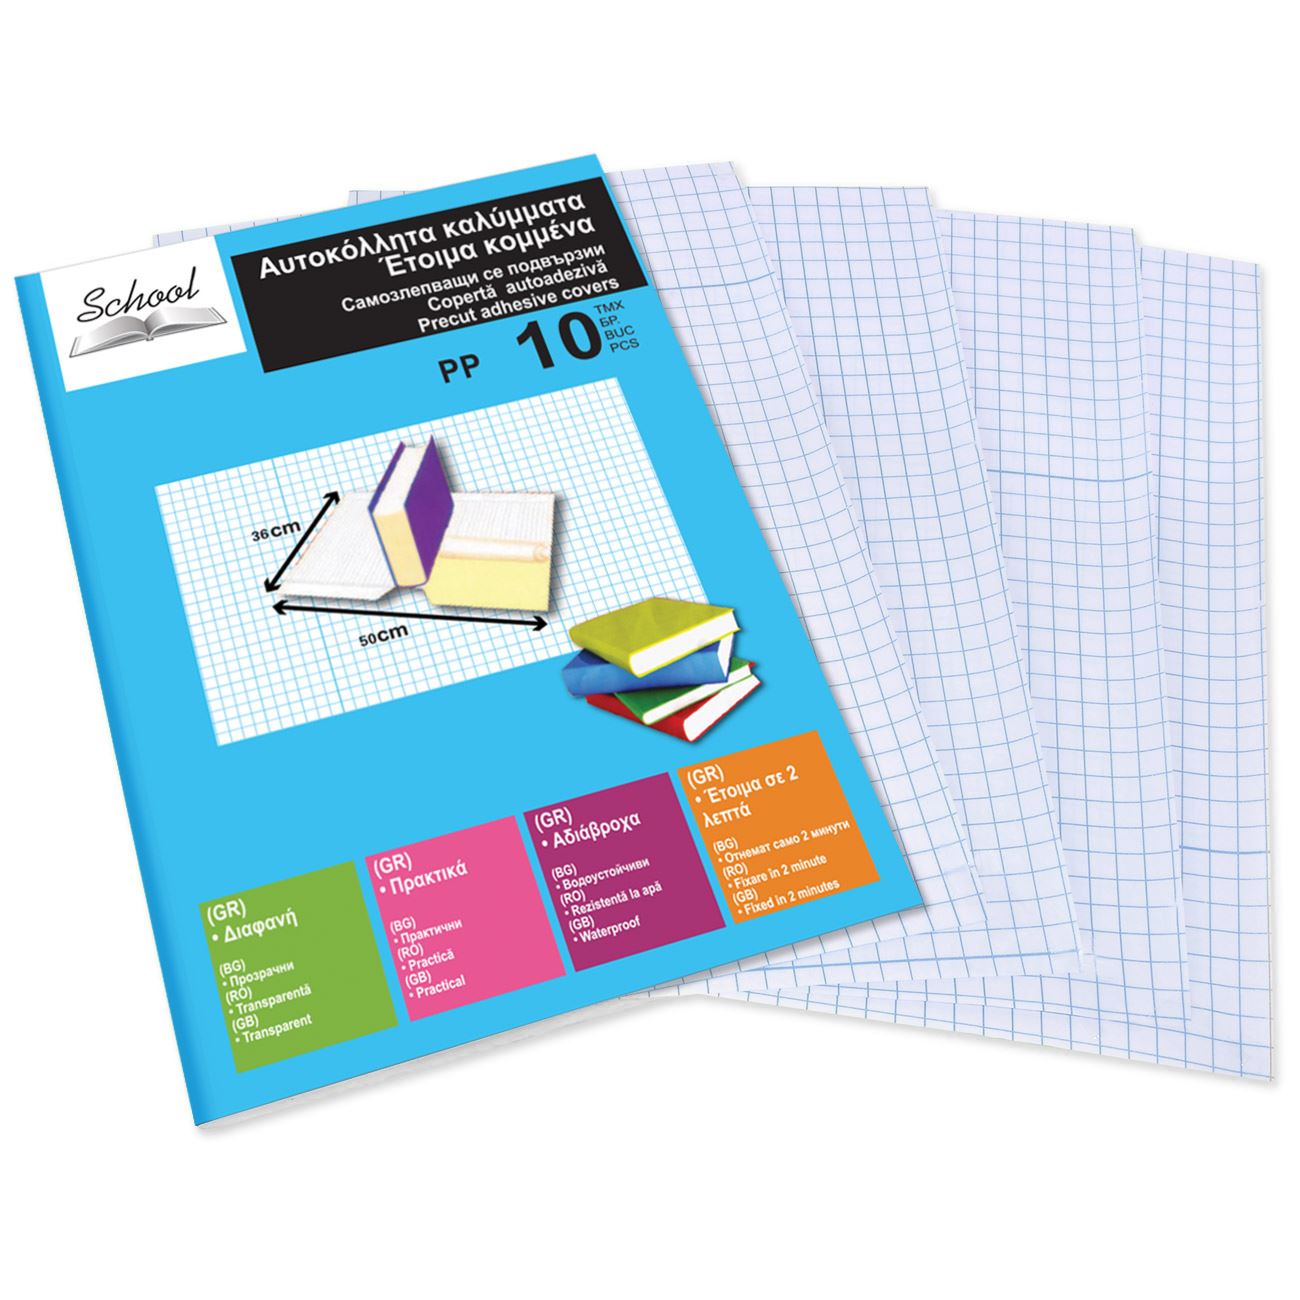 School
Αυτοκόλλητα καλύμματα
Έτοιμα κομμένα
Самозлепващи се подвързии
Copertă autoadezivă
Precut adhesive covers
PP 10
ΤΜΧ
БР.
BUC
PCS
36cm
50cm
(GR)
• Διαφανή
(BG)
• Прозрачни
(RO)
• Transparentă
(GB)
• Transparent
(GR)
• Πρακτικά
(BG)
• Практични
(RO)
• Practică
(GB)
• Practical
(GR)
• Αδιάβροχα
(BG)
• Водоустойчиви
(RO)
• Rezistentă la apă
(GB)
• Waterproof
(GR)
• Έτοιμα σε 2
λεπτά
(BG)
• Отнемат само 2 минути
(RO)
• Fixare în 2 minute
(GB)
• Fixed in 2 minutes